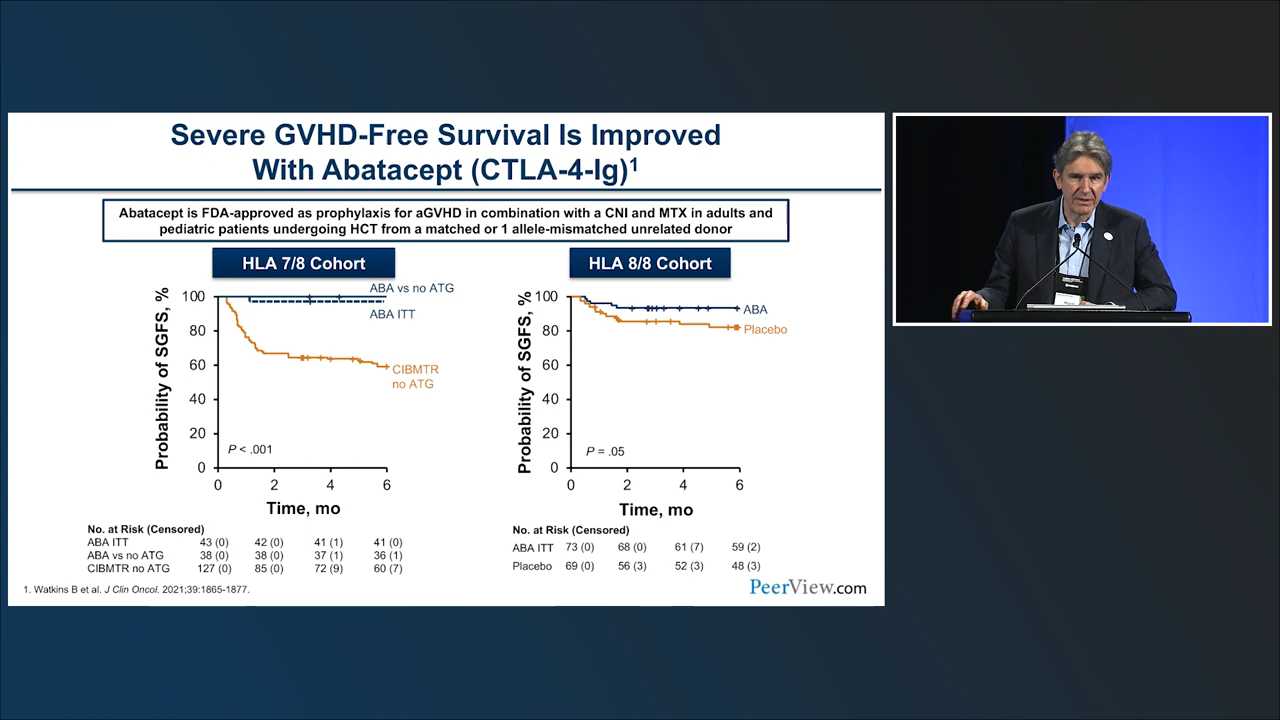 Severe GVHD-Free Survival Is Improved
With Abatacept (CTLA-4-Ig)1
Abatacept is FDA-approved as prophylaxis for aGVHD in combination with a CNI and MTX in adults and
pediatric patients undergoing HCT from a matched or 1 allele-mismatched unrelated donor
HLA 7/8 Cohort
Probability of SGFS, %
100
80
60
40
20
0
ABA vs no ATG
ABA ITT
CIBMTR
no ATG
P < .001
0 2 4 6
Time, mo
No. at Risk (Censored)
ABA ITT 43 (0) 42 (0) 41 (1) 41 (0)
ABA vs no ATG 38 (0) 38 (0) 37 (1) 36 (1)
CIBMTR no ATG 127 (0) 85 (0) 72 (9) 60 (7)
HLA 8/8 Cohort
Probability of SGFS, %
100
80
60
40
20
0
ABA
Placebo
P = .05
0 2 4 6
Time, mo
No. at Risk (Censored)
ABA ITT 73 (0) 68 (0) 61 (7) 59 (2)
Placebo 69 (0) 56 (3) 52 (3) 48 (3)
1. Watkins B et al. J Clin Oncol. 2021;39:1865-1877.
PeerView.com